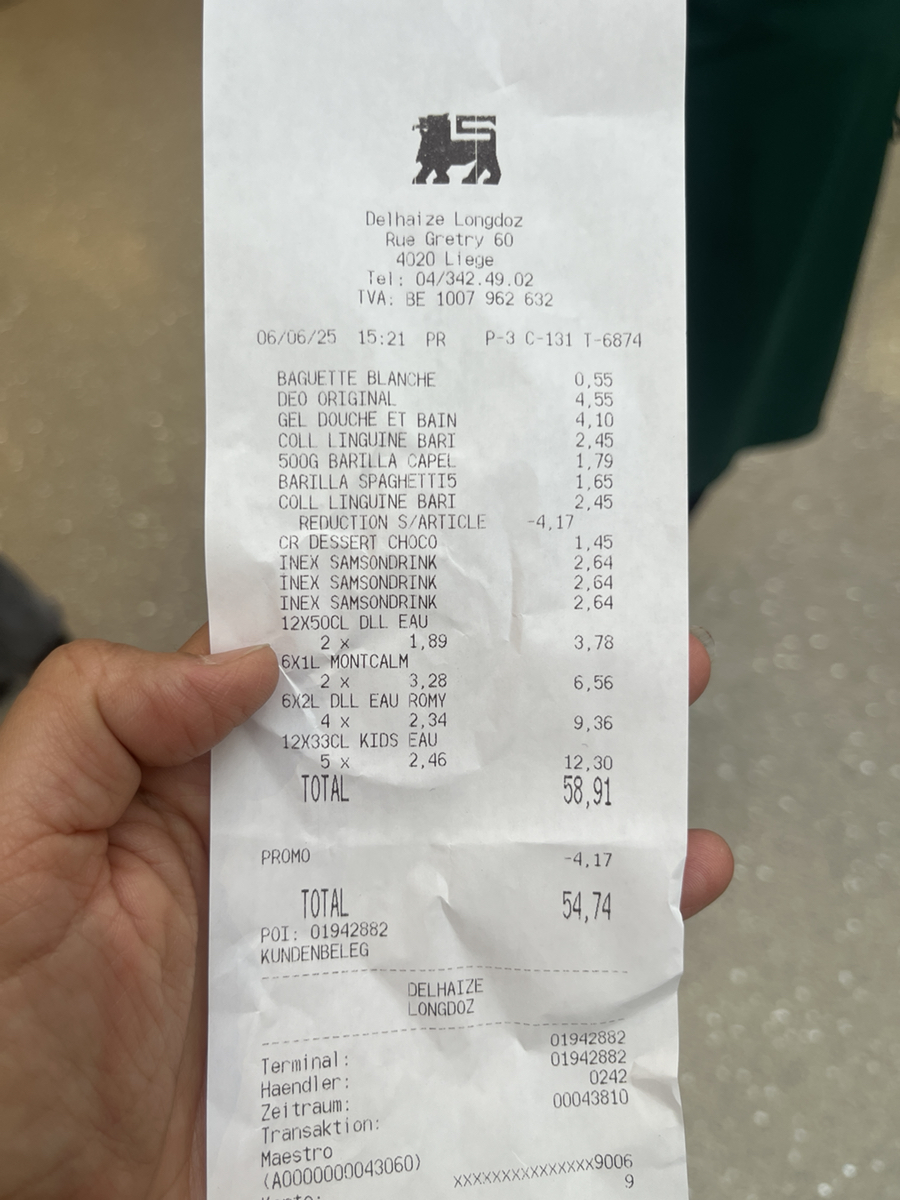 Delhaize Longdoz
Rue Gretry 60
4020 Liege
Tel: 04/342.49.02
TVA: BE 1007 962 632
06/06/25 15:21 PR P-3 C-131 T-6874
BAGUETTE BLANCHE 0,55
DEO ORIGINAL 4,55
GEL DOUCHE ET BAIN 4,10
COLL LINGUINE BARI 2,45
500G BARILLA CAPEL 1,79
BARILLA SPAGHETTI5 1,65
COLL LINGUINE BARI 2,45
REDUCTION S/ARTICLE -4,17
CR DESSERT CHOCO 1,45
INEX SAMSONDRINK 2,64
INEX SAMSONDRINK 2,64
INEX SAMSONDRINK 2,64
12X50CL DLL EAU
2 x 1,89 3,78
6X1L MONTCALM
2 x 3,28 6,56
6X2L DLL EAU ROMY
4 x 2,34 9,36
12X33CL KIDS EAU
5 x 2,46 12,30
TOTAL 58,91
PROMO -4,17
TOTAL 54,74
POI: 01942882
KUNDENBELEG
DELHAIZE
LONGDOZ
Terminal: 01942882
Haendler: 01942882
Zeitraum: 0242
Transaktion: 00043810
Maestro
(A0000000043060)
Konto: xxxxxxxxxxxxxxx9006
9